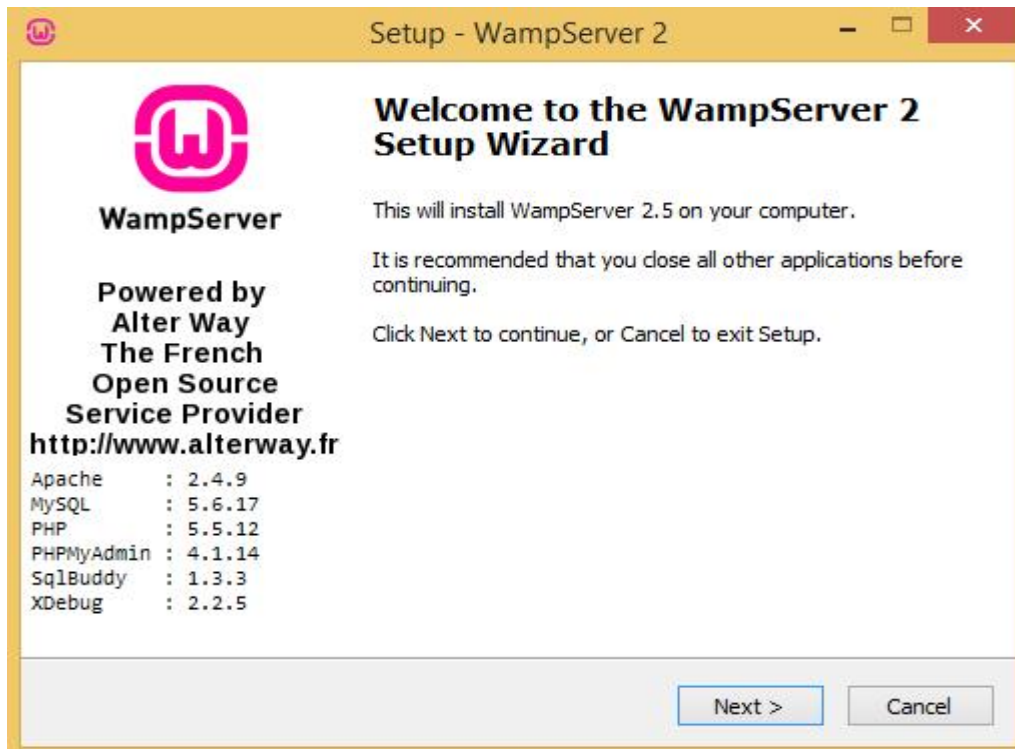 Setup - WampServer 2
WampServer
Powered by
Alter Way
The French
Open Source
Service Provider
http://www.alterway.fr
Apache : 2.4.9
MySQL : 5.6.17
PHP : 5.5.12
PHPMyAdmin : 4.1.14
SqlBuddy : 1.3.3
XDebug : 2.2.5
Welcome to the WampServer 2
Setup Wizard
This will install WampServer 2.5 on your computer.
It is recommended that you close all other applications before
continuing.
Click Next to continue, or Cancel to exit Setup.
Next >
Cancel